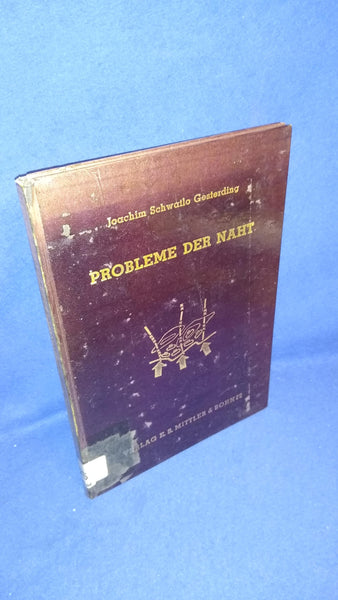 Joachim Schwatlo Gesterding
PROBLEME DER NAHT
VERLAG E. S. MITTLER & SOHN